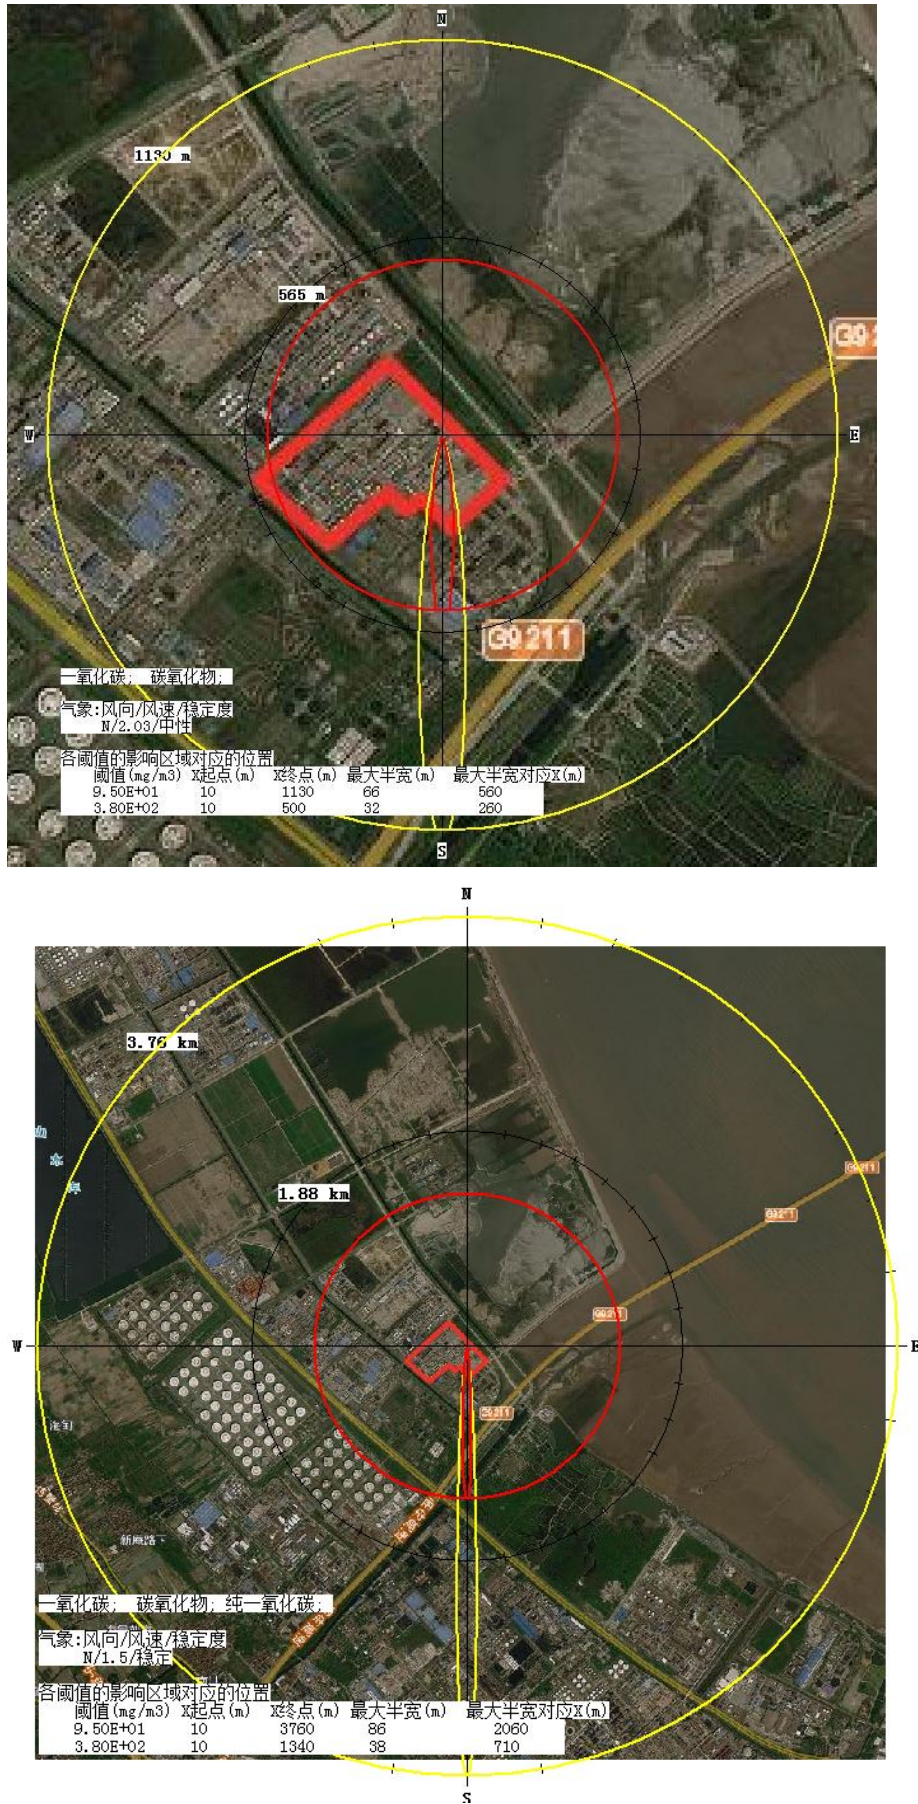 N
1130 m
G92
565 m
W
E
G9211
一氧化碳; 碳氧化物;
气象:风向/风速/稳定度
N/2.03/中性
各阈值的影响区域对应的位置
阈值(mg/m3) X起点(m) X终点(m) 最大半宽(m) 最大半宽对应X(m)
9.50E+01 10 1130 66 560
3.80E+02 10 500 32 260
S
N
3.76 km
G9211
1.88 km
G9211
G9211
W
E
G9211
新顺路下
一氧化碳; 碳氧化物; 纯一氧化碳;
气象:风向/风速/稳定度
N/1.5/稳定
各阈值的影响区域对应的位置
阈值(mg/m3) X起点(m) X终点(m) 最大半宽(m) 最大半宽对应X(m)
9.50E+01 10 3760 86 2060
3.80E+02 10 1340 38 710
S